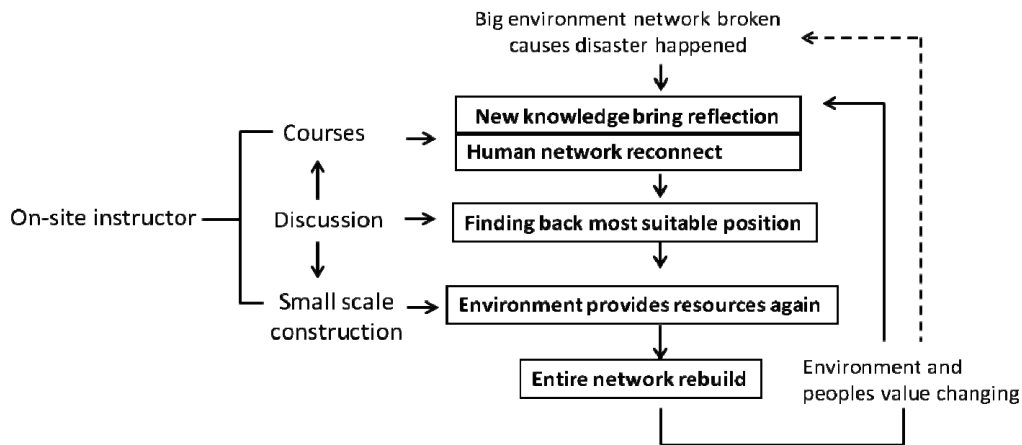 Big environment network broken
causes disaster happened
New knowledge bring reflection
Human network reconnect
Courses
On-site instructor
Discussion
Finding back most suitable position
Small scale
construction
Environment provides resources again
Entire network rebuild
Environment and
peoples value changing